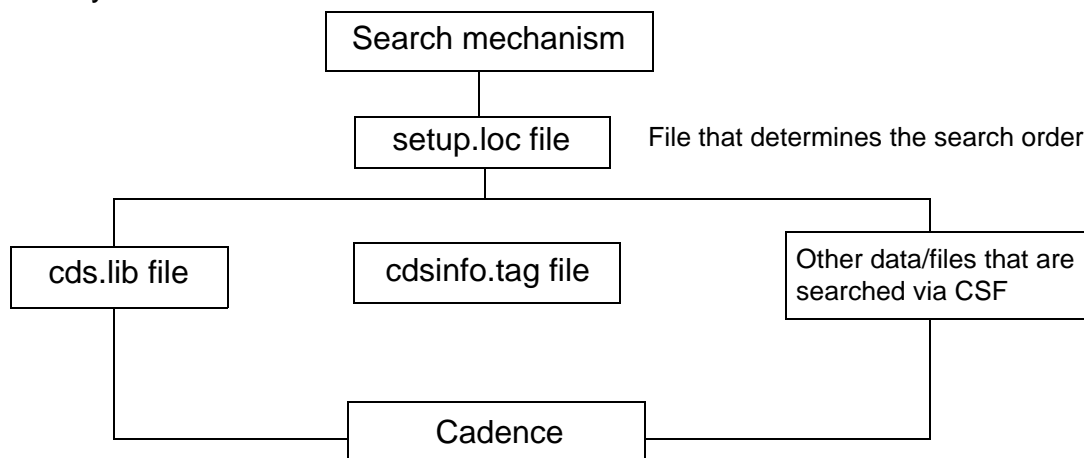 Search mechanism
setup.loc file
File that determines the search order
cds.lib file
cdsinfo.tag file
Other data/files that are
searched via CSF
Cadence